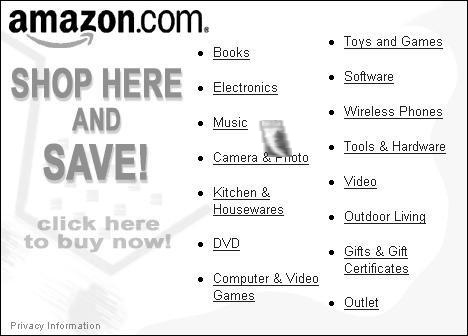 amazon.com.
SHOP HERE
AND
SAVE!
click here
to buy now!
Privacy Information
Books
Electronics
Music
Camera & Photo
Kitchen &
Housewares
DVD
Computer & Video
Games
Toys and Games
Software
Wireless Phones
Tools & Hardware
Video
Outdoor Living
Gifts & Gift
Certificates
Outlet